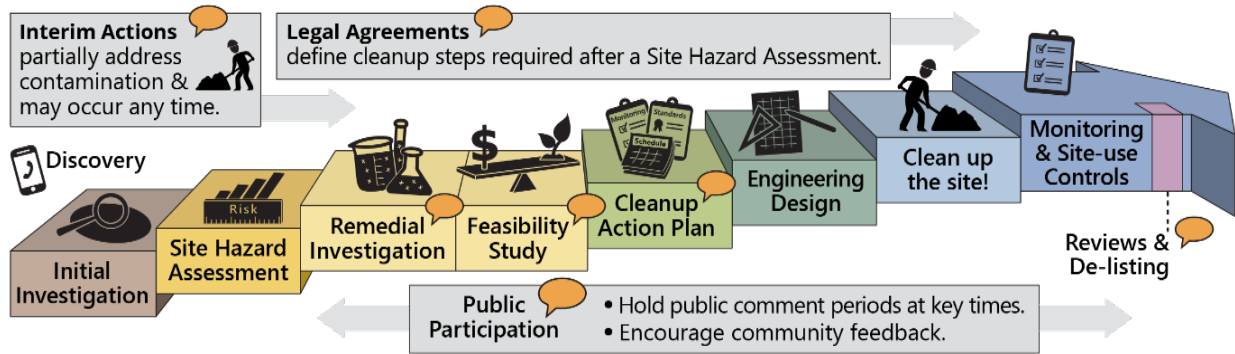 Interim Actions
partially address
contamination &
may occur any time.
Legal Agreements
define cleanup steps required after a Site Hazard Assessment.
Discovery
Initial
Investigation
Risk
Site Hazard
Assessment
Remedial
Investigation
$
Feasibility
Study
Monitoring
Standards
Schedule
Cleanup
Action Plan
Engineering
Design
Clean up
the site!
Monitoring
& Site-use
Controls
Reviews &
De-listing
Public
Participation
• Hold public comment periods at key times.
• Encourage community feedback.